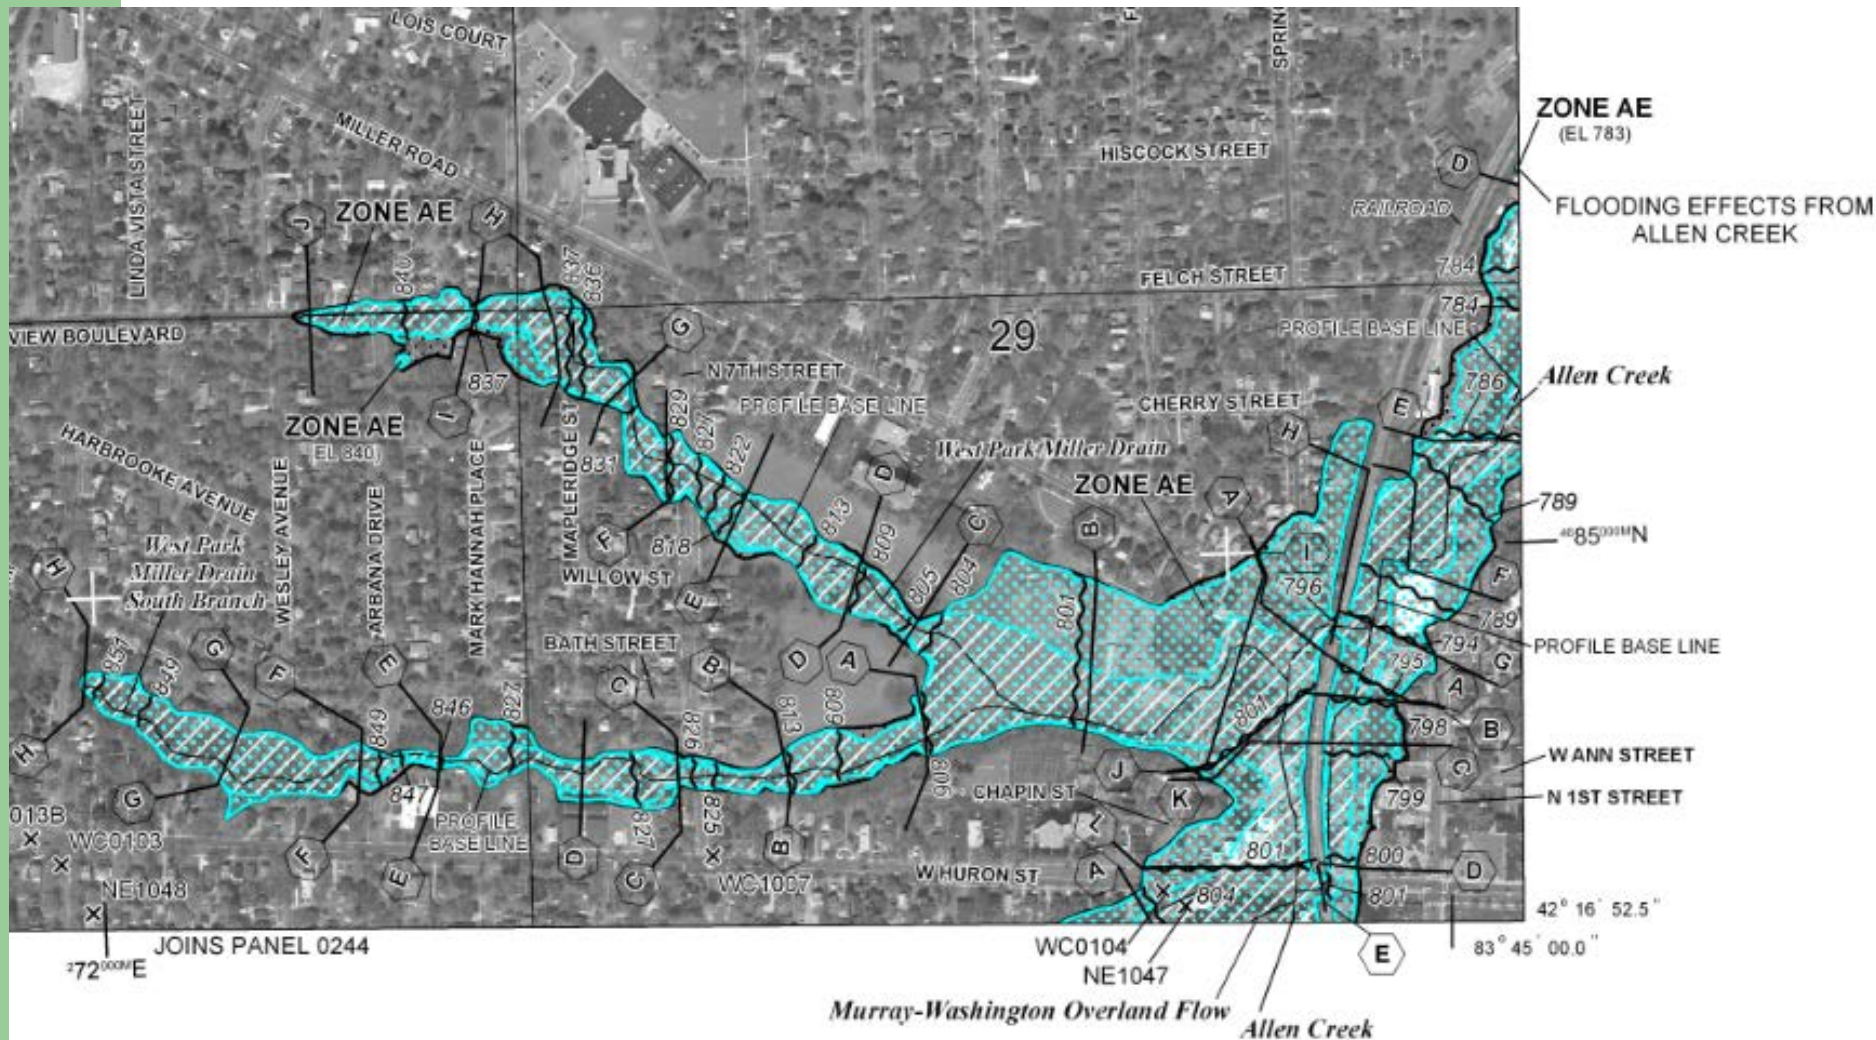 LOIS COURT
SPRIN
LINDA VISTA STREET
MILLER ROAD
HISCOCK STREET
ZONE AE
(EL 783)
D
RAILROAD
FLOODING EFFECTS FROM
ALLEN CREEK
J
ZONE AE
H
840
837
836
FELCH STREET
784
784
VIEW BOULEVARD
29
PROFILE BASE LINE
G
N 7TH STREET
837
I
829
827
822
PROFILE BASE LINE
786
Allen Creek
ZONE AE
(EL 840)
CHERRY STREET
E
H
HARBROOKE AVENUE
WESLEY AVENUE
ARBANA DRIVE
MARK HANNAH PLACE
MAPLERIDGE ST
831
D
West Park/Miller Drain
ZONE AE
A
789
813
809
C
B
F
818
I
796
4685000M N
West Park
Miller Drain
South Branch
H
WILLOW ST
E
805
804
801
F
789
794
PROFILE BASE LINE
795
G
BATH STREET
851
849
G
F
E
C
B
D
A
A
846
827
849
826
813
809
801
798
B
W ANN STREET
H
G
847
PROFILE
BASE LINE
806
J
C
CHAPIN ST
K
799
N 1ST STREET
013B
WC0103
827
825
L
F
E
D
C
B
WC1007
W HURON ST
A
801
800
D
NE1048
804
801
42° 16' 52.5"
JOINS PANEL 0244
WC0104
E
83° 45' 00.0"
272000M E
NE1047
Murray-Washington Overland Flow
Allen Creek